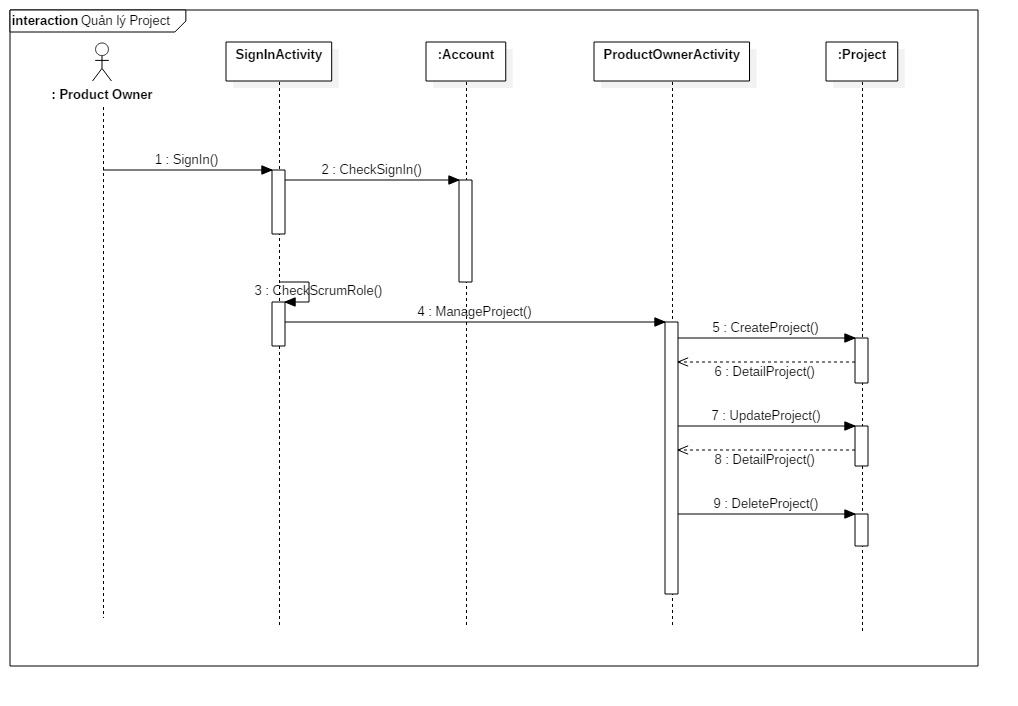 interaction Quản lý Project
: Product Owner
SignInActivity
:Account
ProductOwnerActivity
:Project
1 : SignIn()
2 : CheckSignIn()
3 : CheckScrumRole()
4 : ManageProject()
5 : CreateProject()
6 : DetailProject()
7 : UpdateProject()
8 : DetailProject()
9 : DeleteProject()